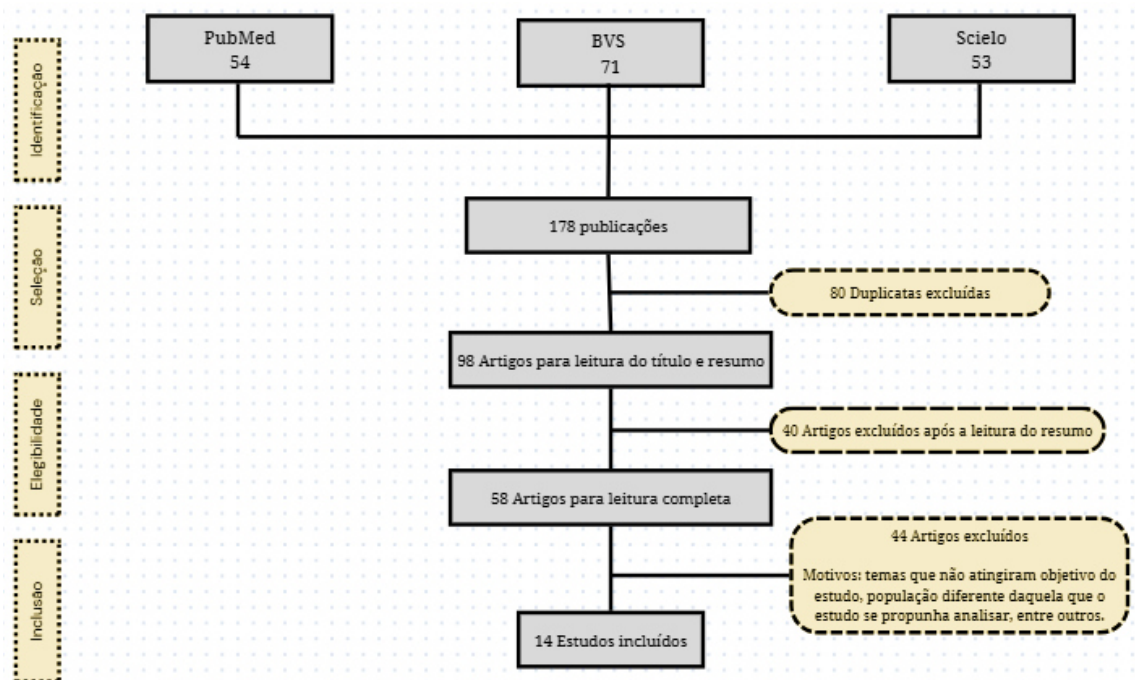 PubMed
54
BVS
71
Scielo
53
Identificação
178 publicações
Seleção
80 Duplicatas excluídas
98 Artigos para leitura do título e resumo
Elegibilidade
40 Artigos excluídos após a leitura do resumo
58 Artigos para leitura completa
44 Artigos excluídos
Motivos: temas que não atingiram objetivo do
estudo, população diferente daquela que o
estudo se propunha analisar, entre outros.
Inclusão
14 Estudos incluídos